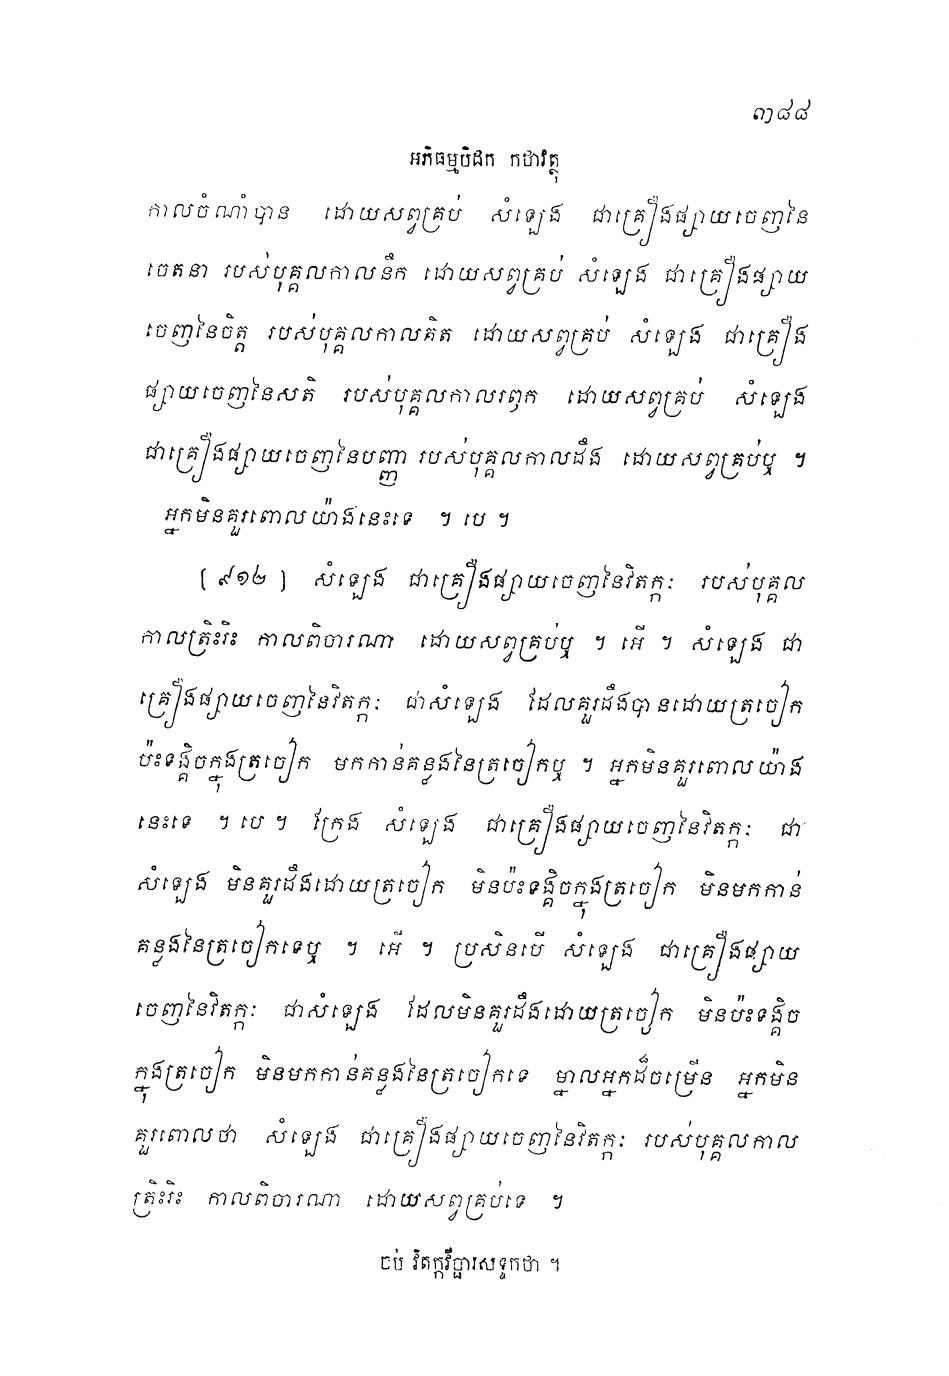 ៣៨៨
អភិធម្មបិដក កថាវត្ថុ
កាលចំណាំបាន ដោយសព្វគ្រប់ សំឡេង ជាគ្រឿងផ្សាយចេញនៃ
ចេតនា របស់បុគ្គលកាលនឹក ដោយសព្វគ្រប់ សំឡេង ជាគ្រឿងផ្សាយ
ចេញនៃចិត្ត របស់បុគ្គលកាលគិត ដោយសព្វគ្រប់ សំឡេង ជាគ្រឿង
ផ្សាយចេញនៃសតិ របស់បុគ្គលកាលរឭក ដោយសព្វគ្រប់ សំឡេង
ជាគ្រឿងផ្សាយចេញនៃបញ្ញា របស់បុគ្គលកាលដឹង ដោយសព្វគ្រប់ឬ ។
អ្នកមិនគួរពោលយ៉ាងនេះទេ ។ បេ ។
[ ៩១២ ] សំឡេង ជាគ្រឿងផ្សាយចេញនៃវិតក្កៈ របស់បុគ្គល
កាលត្រិះរិះ កាលពិចារណា ដោយសព្វគ្រប់ឬ ។ អើ ។ សំឡេង ជា
គ្រឿងផ្សាយចេញនៃវិតក្កៈ ជាសំឡេង ដែលគួរដឹងបានដោយត្រចៀក
ប៉ះទង្គិចក្នុងត្រចៀក មកកាន់គន្លងនៃត្រចៀកឬ ។ អ្នកមិនគួរពោលយ៉ាង
នេះទេ ។ បេ ។ ក្រែង សំឡេង ជាគ្រឿងផ្សាយចេញនៃវិតក្កៈ ជា
សំឡេង មិនគួរដឹងដោយត្រចៀក មិនប៉ះទង្គិចក្នុងត្រចៀក មិនមកកាន់
គន្លងនៃត្រចៀកទេឬ ។ អើ ។ ប្រសិនបើ សំឡេង ជាគ្រឿងផ្សាយ
ចេញនៃវិតក្កៈ ជាសំឡេង ដែលមិនគួរដឹងដោយត្រចៀក មិនប៉ះទង្គិច
ក្នុងត្រចៀក មិនមកកាន់គន្លងនៃត្រចៀកទេ ម្នាលអ្នកដ៏ចម្រើន អ្នកមិន
គួរពោលថា សំឡេង ជាគ្រឿងផ្សាយចេញនៃវិតក្កៈ របស់បុគ្គលកាល
ត្រិះរិះ កាលពិចារណា ដោយសព្វគ្រប់ទេ ។
ចប់ វិតក្កវិប្ផារសទ្ទកថា ។